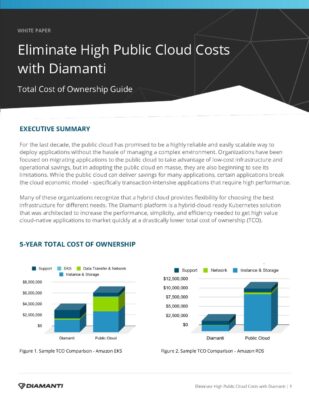 WHITE PAPER
Eliminate High Public Cloud Costs
with Diamanti
Total Cost of Ownership Guide
EXECUTIVE SUMMARY
For the last decade, the public cloud has promised to be a highly reliable and easily scalable way to
deploy applications without the hassle of managing a complex environment. Organizations have been
focused on migrating applications to the public cloud to take advantage of low-cost infrastructure and
operational savings, but in adopting the public cloud en masse, they are also beginning to see its
limitations. While the public cloud can deliver savings for many applications, certain applications break
the cloud economic model - specifically transaction-intensive applications that require high performance.
Many of these organizations recognize that a hybrid cloud provides flexibility for choosing the best
infrastructure for different needs. The Diamanti platform is a hybrid-cloud ready Kubernetes solution
that was architected to increase the performance, simplicity, and efficiency needed to get high value
cloud-native applications to market quickly at a drastically lower total cost of ownership (TCO).
5-YEAR TOTAL COST OF OWNERSHIP
Support EKS Data Transfer & Network
Instance & Storage
$8,000,000
$6,000,000
$4,000,000
$2,000,000
$0
Diamanti Public Cloud
Figure 1. Sample TCO Comparison - Amazon EKS
Support Network Instance & Storage
$12,500,000
$10,000,000
$7,500,000
$5,000,000
$2,500,000
$0
Diamanti Public Cloud
Figure 2. Sample TCO Comparison - Amazon RDS
DIAMANTI
Eliminate High Public Cloud Costs with Diamanti | 1